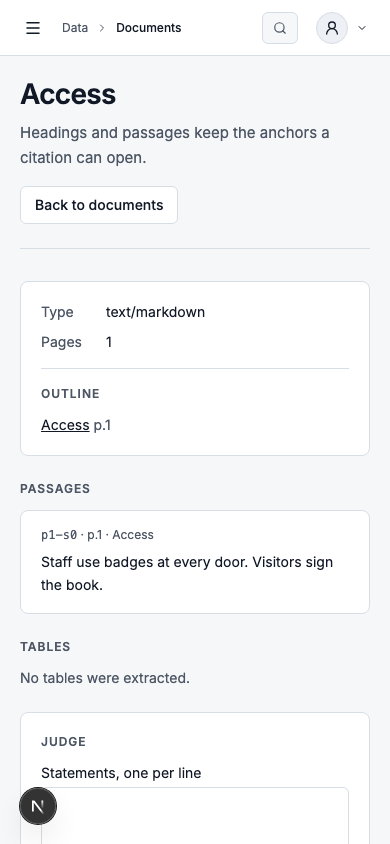 Data > Documents
Access
Headings and passages keep the anchors a
citation can open.
Back to documents
Type text/markdown
Pages 1
OUTLINE
Access p.1
PASSAGES
p1-s0 · p.1 · Access
Staff use badges at every door. Visitors sign
the book.
TABLES
No tables were extracted.
JUDGE
Statements, one per line
N